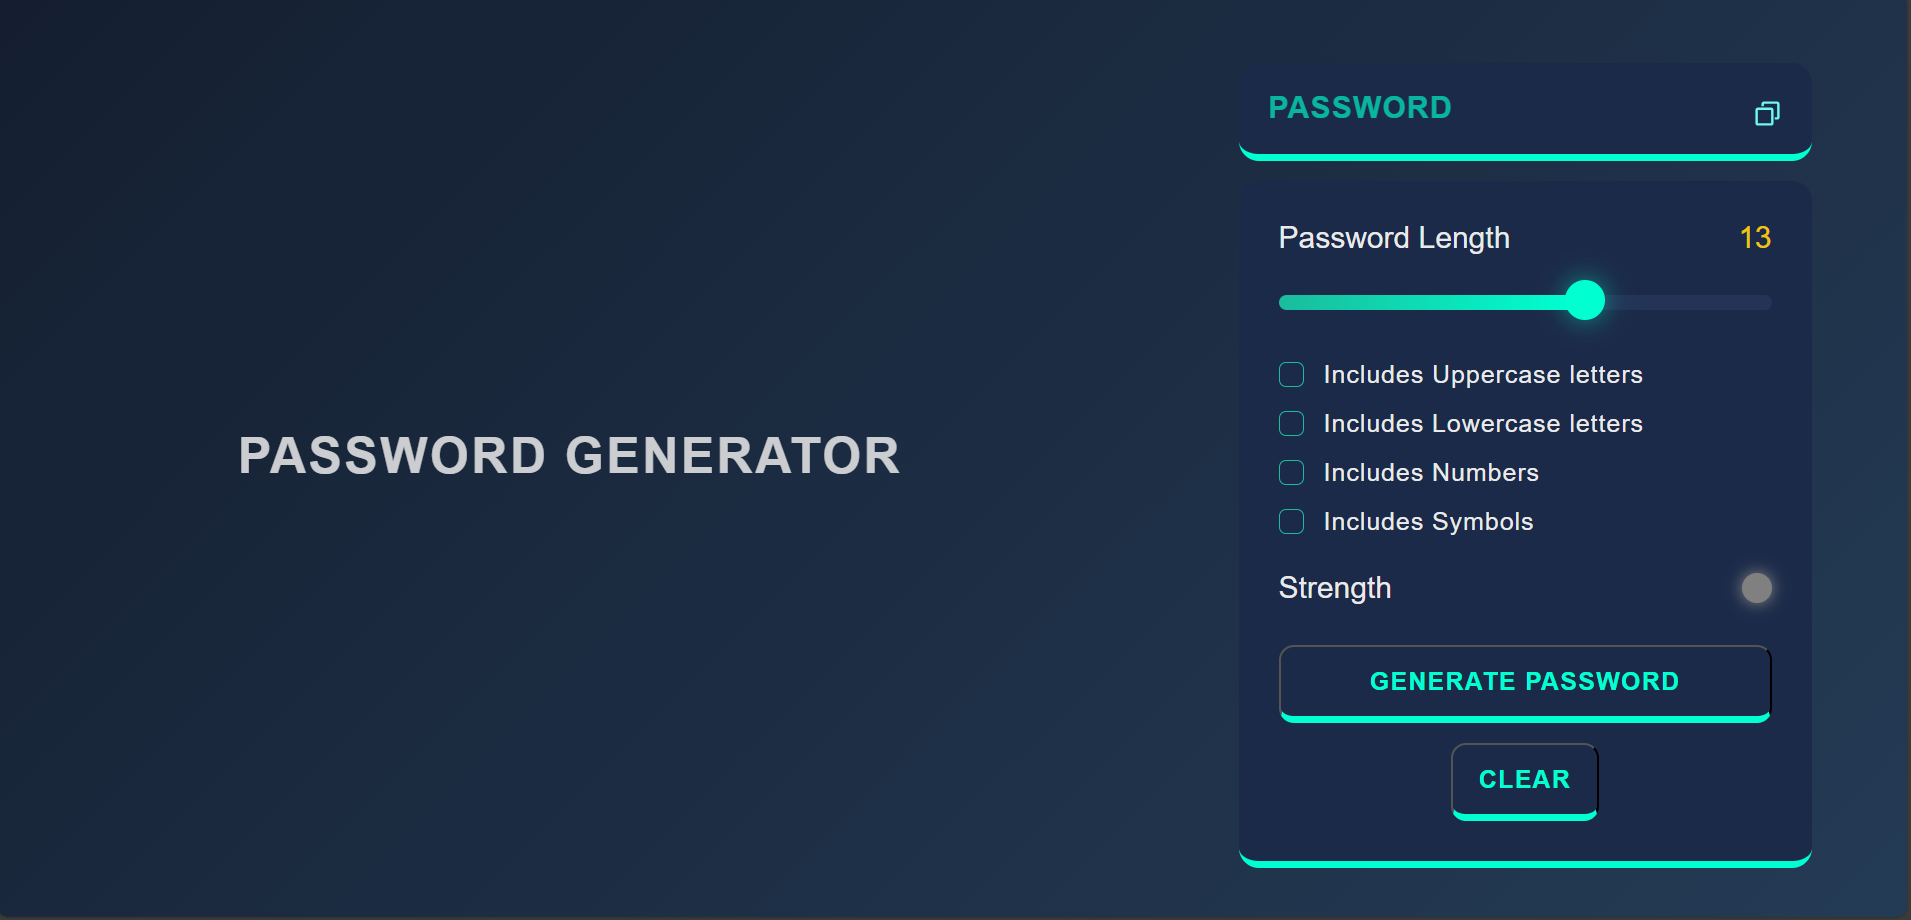 PASSWORD GENERATOR
PASSWORD
Password Length 13
Includes Uppercase letters
Includes Lowercase letters
Includes Numbers
Includes Symbols
Strength
GENERATE PASSWORD
CLEAR